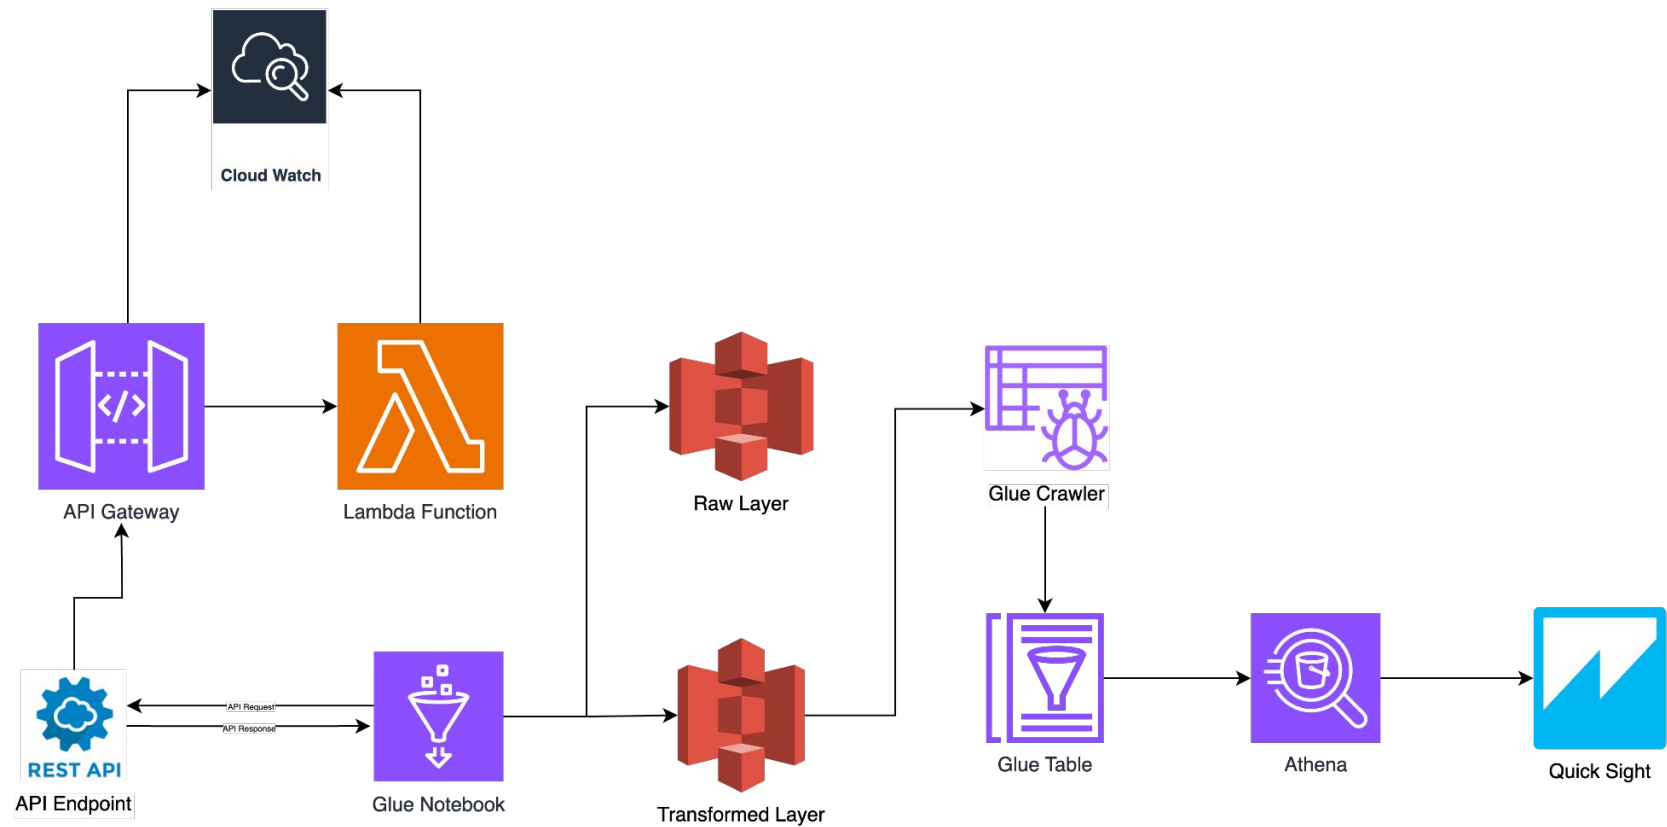 Cloud Watch
</>
API Gateway
Lambda Function
Raw Layer
Glue Crawler
API Request
API Response
REST API
API Endpoint
Glue Notebook
Transformed Layer
Glue Table
Athena
Quick Sight